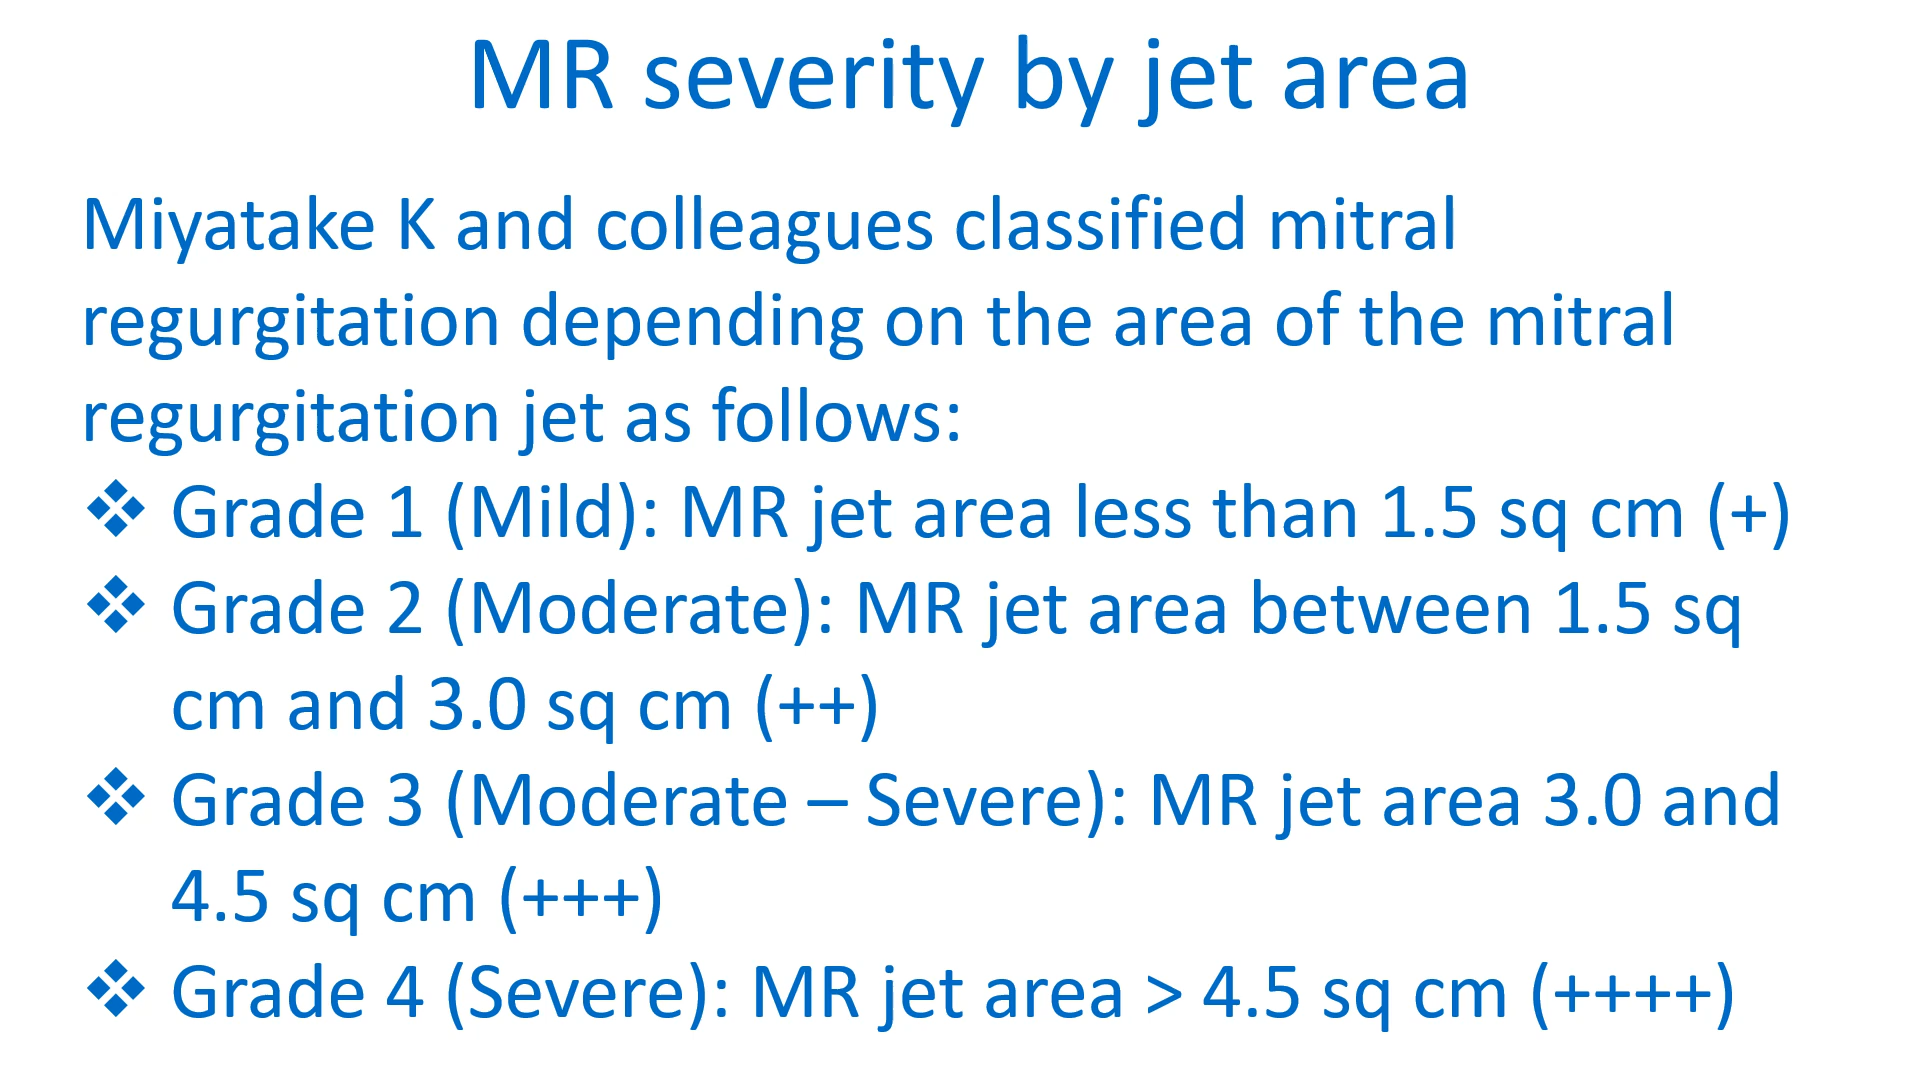 MR severity by jet area
Miyatake K and colleagues classified mitral
regurgitation depending on the area of the mitral
regurgitation jet as follows:
❖ Grade 1 (Mild): MR jet area less than 1.5 sq cm (+)
❖ Grade 2 (Moderate): MR jet area between 1.5 sq
cm and 3.0 sq cm (++)
❖ Grade 3 (Moderate – Severe): MR jet area 3.0 and
4.5 sq cm (+++)
❖ Grade 4 (Severe): MR jet area > 4.5 sq cm (++++)